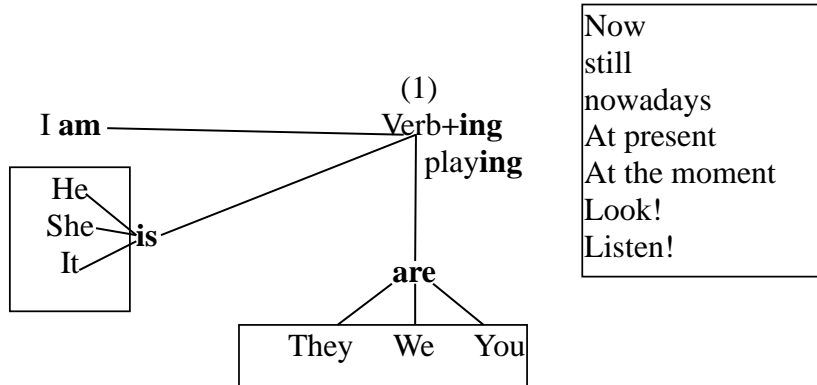 (1)
I am
Verb+ing
playing
He
She
is
It
are
They We You
Now
still
nowadays
At present
At the moment
Look!
Listen!